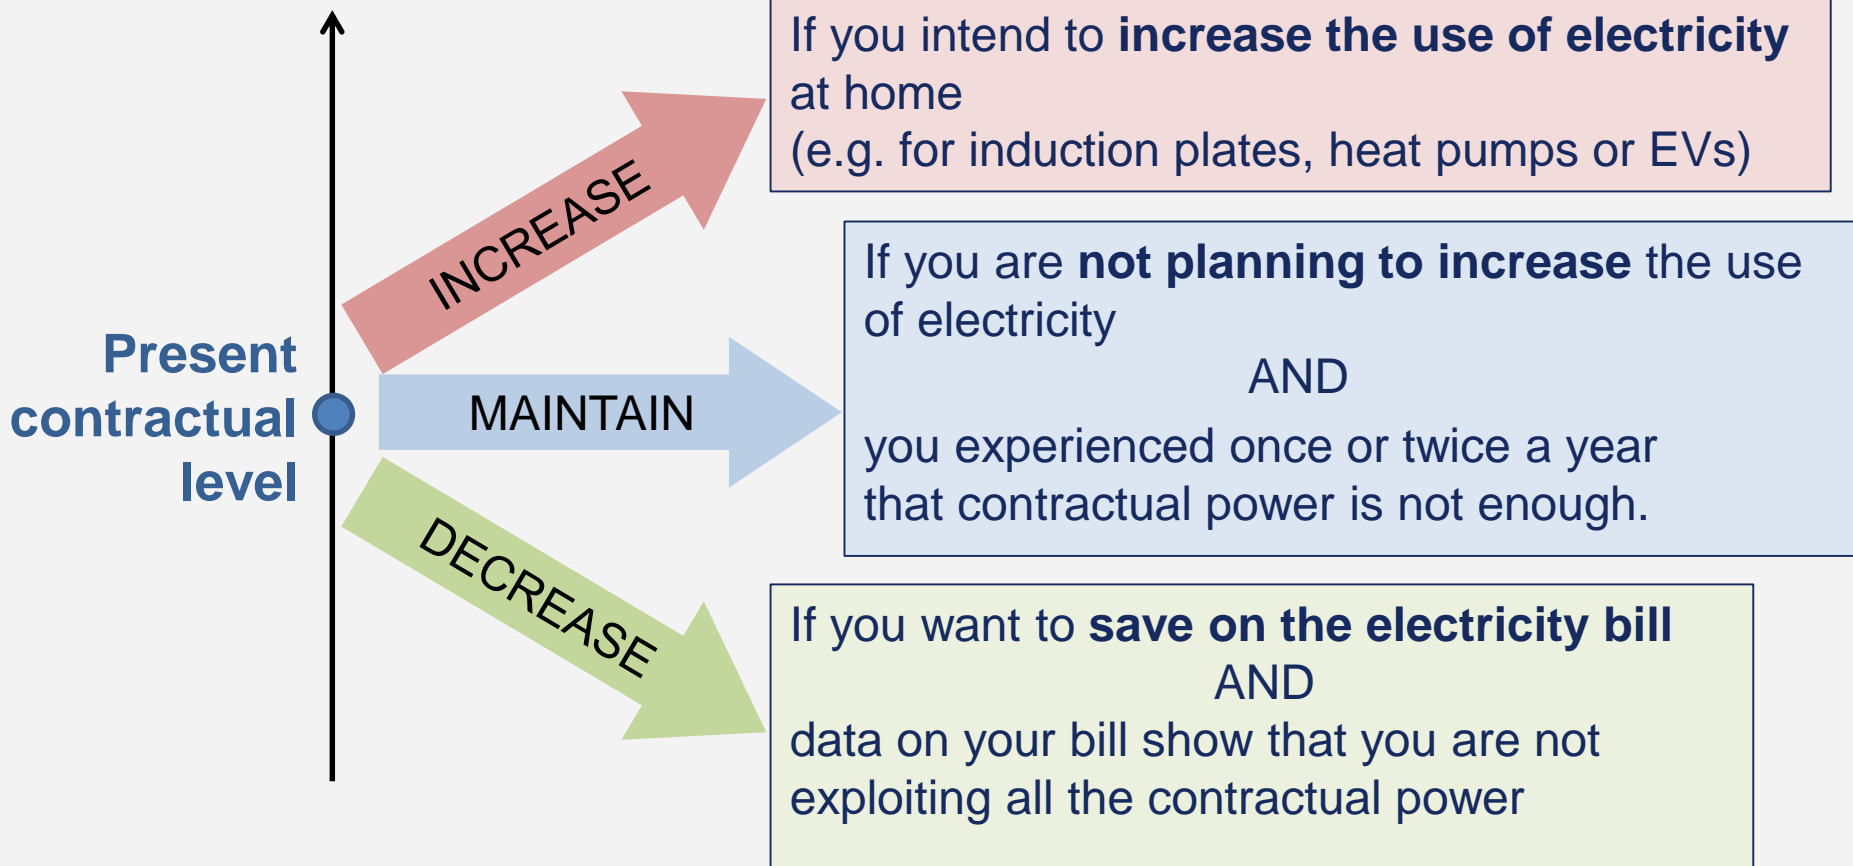 If you intend to increase the use of electricity
at home
(e.g. for induction plates, heat pumps or EVs)
INCREASE
If you are not planning to increase the use
of electricity
AND
you experienced once or twice a year
that contractual power is not enough.
Present
contractual
level
MAINTAIN
DECREASE
If you want to save on the electricity bill
AND
data on your bill show that you are not
exploiting all the contractual power